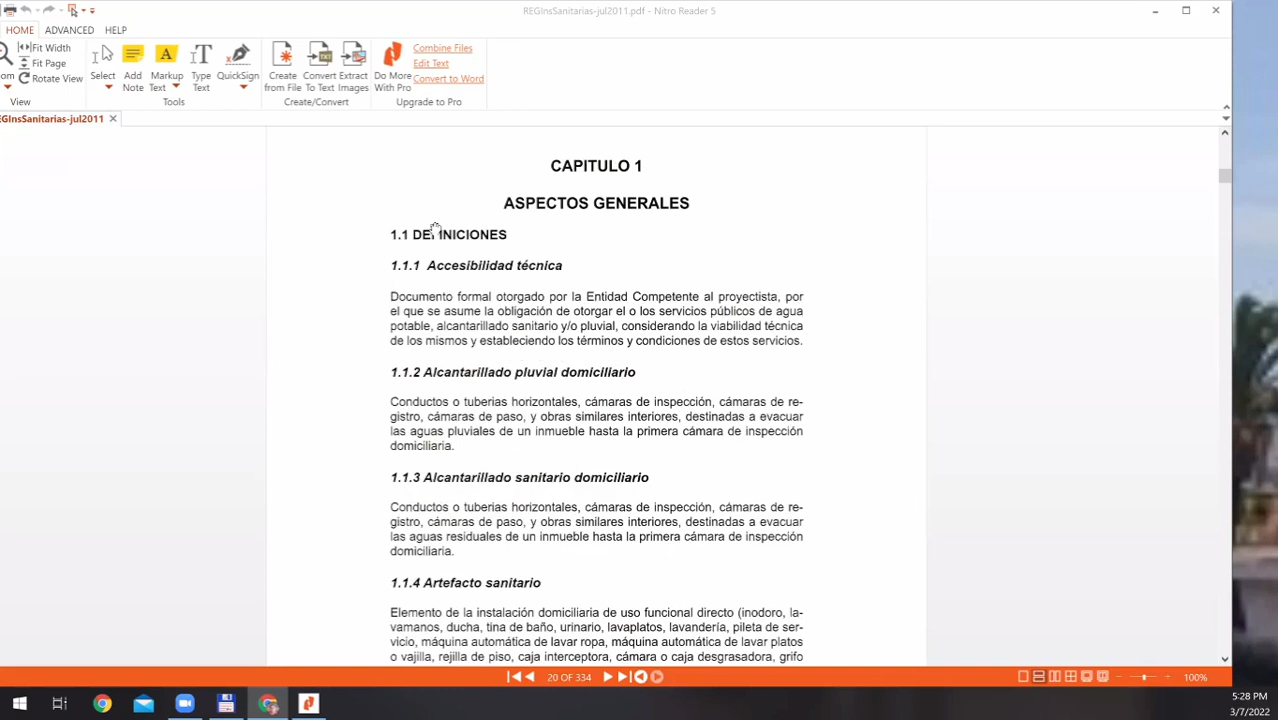 REGInsSanitarias-jul2011.pdf - Nitro Reader 5
HOME ADVANCED HELP
Fit Width
Fit Page
Rotate View
View
Select
Add Note
Markup Text
Type Text
QuickSign
Tools
Create from File
Convert To Text
Extract Images
Create/Convert
Do More With Pro
Combine Files
Edit Text
Convert to Word
Upgrade to Pro
EGInsSanitarias-jul2011
CAPITULO 1
ASPECTOS GENERALES
1.1 DEFINICIONES
1.1.1 Accesibilidad técnica
Documento formal otorgado por la Entidad Competente al proyectista, por
el que se asume la obligación de otorgar el o los servicios públicos de agua
potable, alcantarillado sanitario y/o pluvial, considerando la viabilidad técnica
de los mismos y estableciendo los términos y condiciones de estos servicios.
1.1.2 Alcantarillado pluvial domiciliario
Conductos o tuberias horizontales, cámaras de inspección, cámaras de re-
gistro, cámaras de paso, y obras similares interiores, destinadas a evacuar
las aguas pluviales de un inmueble hasta la primera cámara de inspección
domiciliaria.
1.1.3 Alcantarillado sanitario domiciliario
Conductos o tuberias horizontales, cámaras de inspección, cámaras de re-
gistro, cámaras de paso, y obras similares interiores, destinadas a evacuar
las aguas residuales de un inmueble hasta la primera cámara de inspección
domiciliaria.
1.1.4 Artefacto sanitario
Elemento de la instalación domiciliaria de uso funcional directo (inodoro, la-
vamanos, ducha, tina de baño, urinario, lavaplatos, lavandería, pileta de ser-
vicio, máquina automática de lavar ropa, máquina automática de lavar platos
o vajilla, rejilla de piso, caja interceptora, cámara o caja desgrasadora, grifo
20 OF 334
100%
5:28 PM
3/7/2022